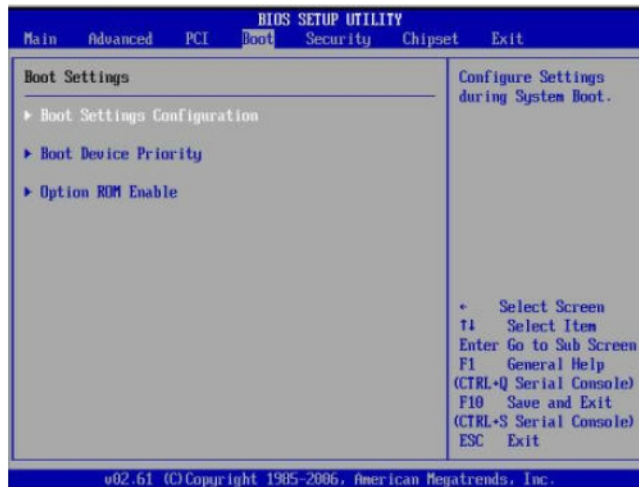 BIOS SETUP UTILITY
Main Advanced PCI Boot Security Chipset Exit
Boot Settings
▶ Boot Settings Configuration
▶ Boot Device Priority
▶ Option ROM Enable
Configure Settings
during System Boot.
← Select Screen
↑↓ Select Item
Enter Go to Sub Screen
F1 General Help
(CTRL+Q Serial Console)
F10 Save and Exit
(CTRL+S Serial Console)
ESC Exit
v02.61 (C)Copyright 1985-2006, American Megatrends, Inc.